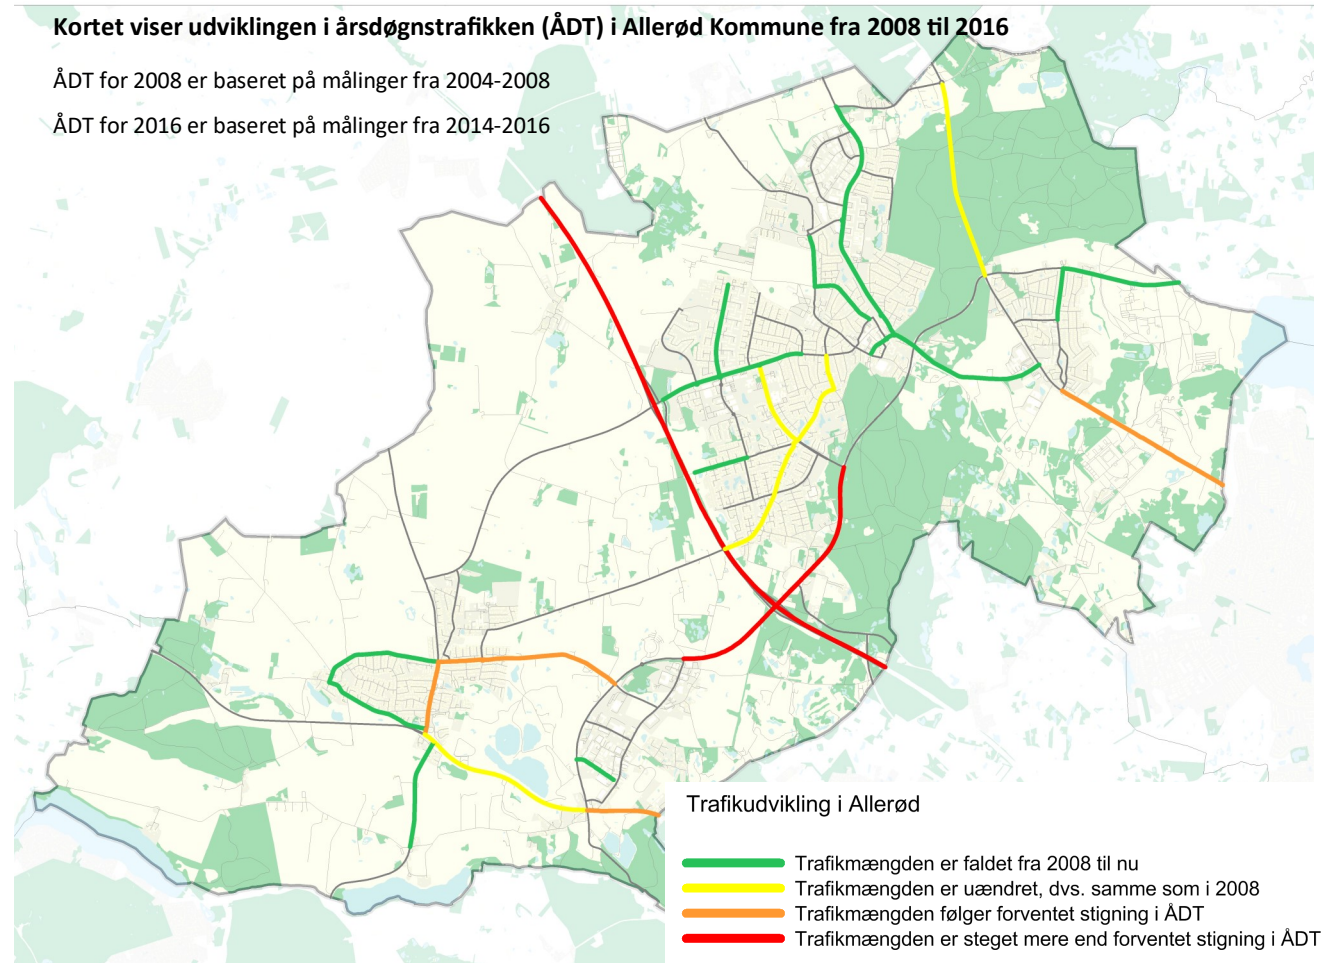 Kortet viser udviklingen i årsdøgnstrafikken (ÅDT) i Allerød Kommune fra 2008 til 2016
ÅDT for 2008 er baseret på målinger fra 2004-2008
ÅDT for 2016 er baseret på målinger fra 2014-2016
Trafikudvikling i Allerød
Trafikmængden er faldet fra 2008 til nu
Trafikmængden er uændret, dvs. samme som i 2008
Trafikmængden følger forventet stigning i ÅDT
Trafikmængden er steget mere end forventet stigning i ÅDT